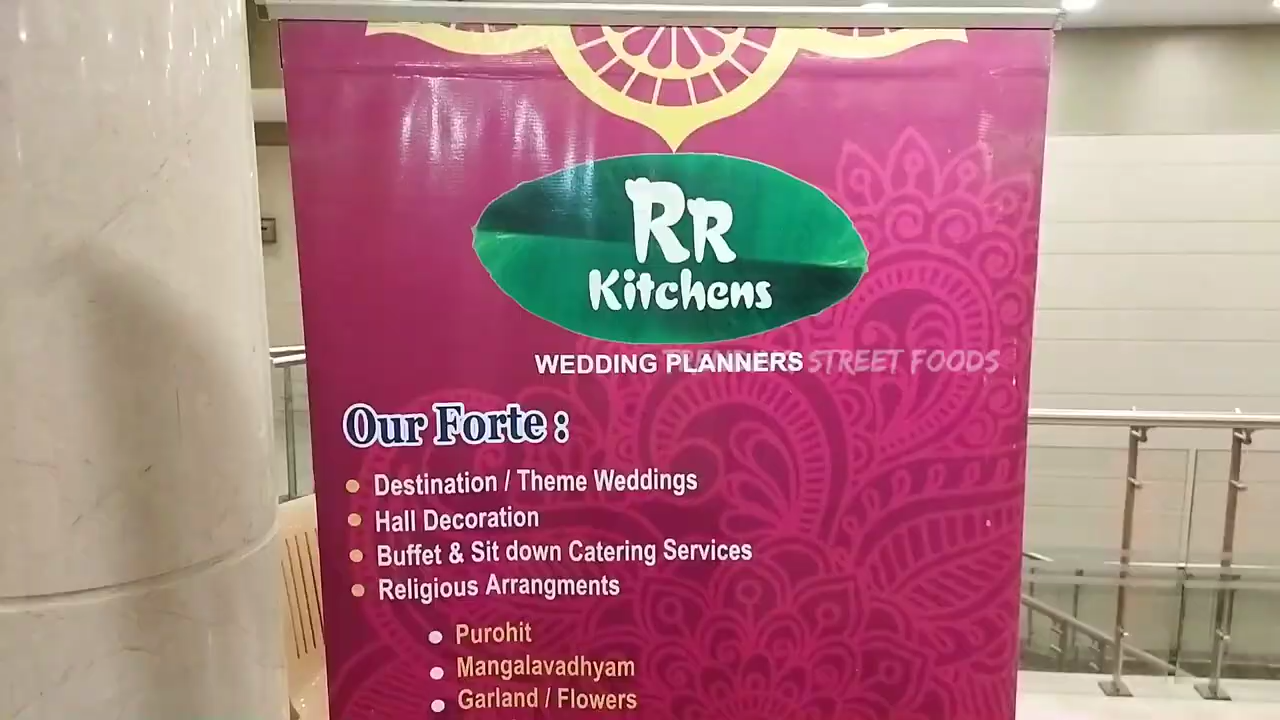 RR
Kitchens
WEDDING PLANNERS
STREET FOODS
Our Forte :
Destination / Theme Weddings
Hall Decoration
Buffet & Sit down Catering Services
Religious Arrangments
Purohit
Mangalavadhyam
Garland / Flowers